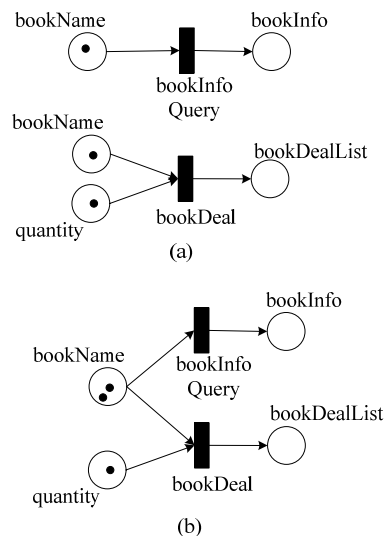 bookName
bookInfo
bookInfo
Query
bookName
bookDealList
quantity
bookDeal
(a)
bookInfo
bookName
bookInfo
Query
bookDealList
quantity
bookDeal
(b)